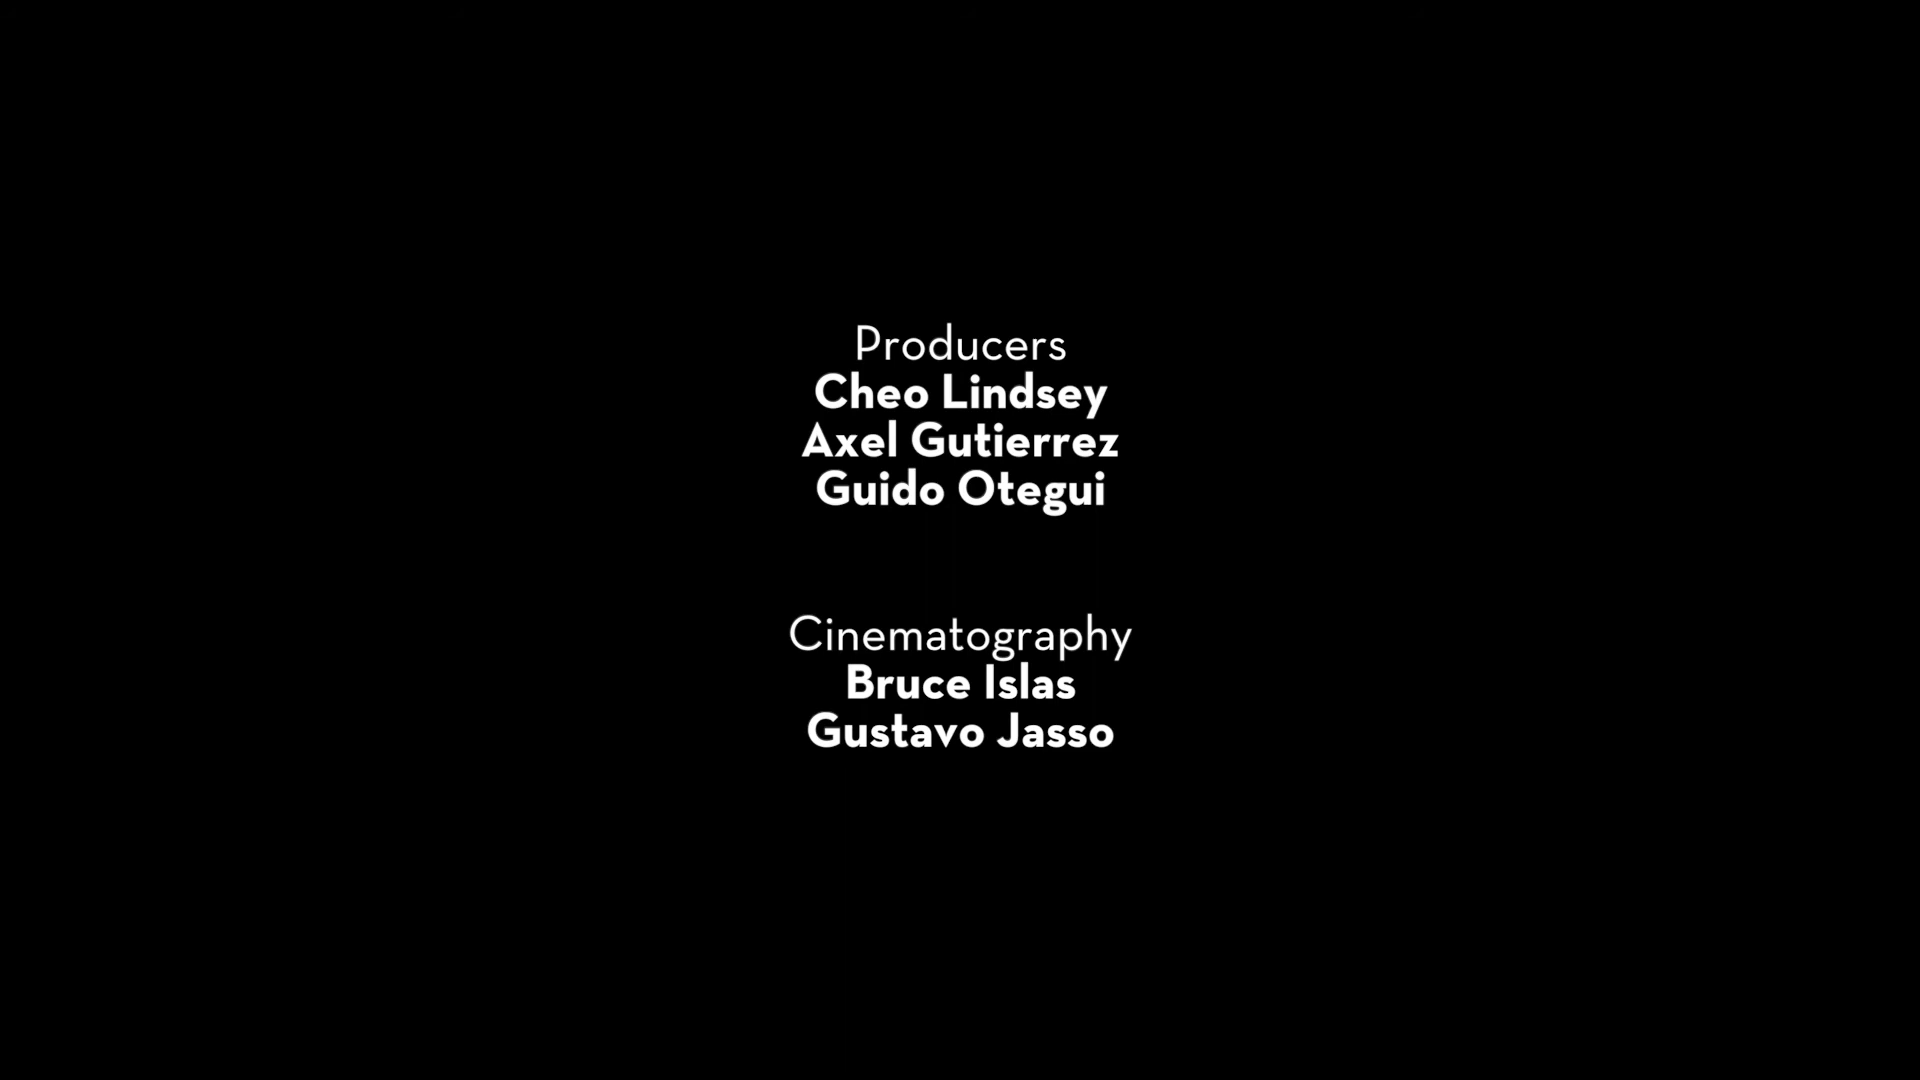 Producers
Cheo Lindsey
Axel Gutierrez
Guido Otegui
Cinematography
Bruce Islas
Gustavo Jasso